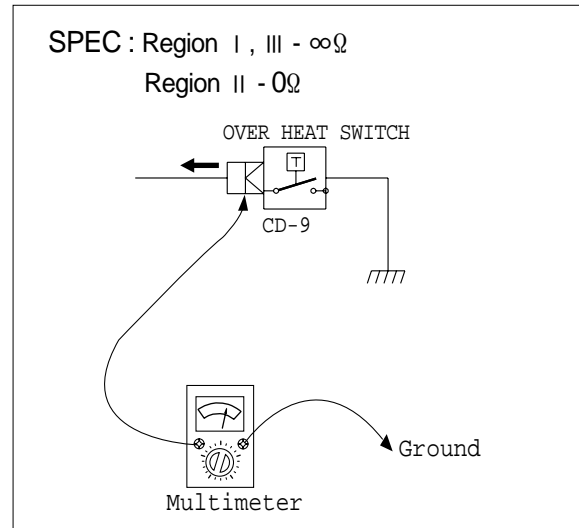 SPEC : Region Ⅰ , Ⅲ - ∞Ω
Region Ⅱ - 0Ω
OVER HEAT SWITCH
T
CD-9
Ground
Multimeter